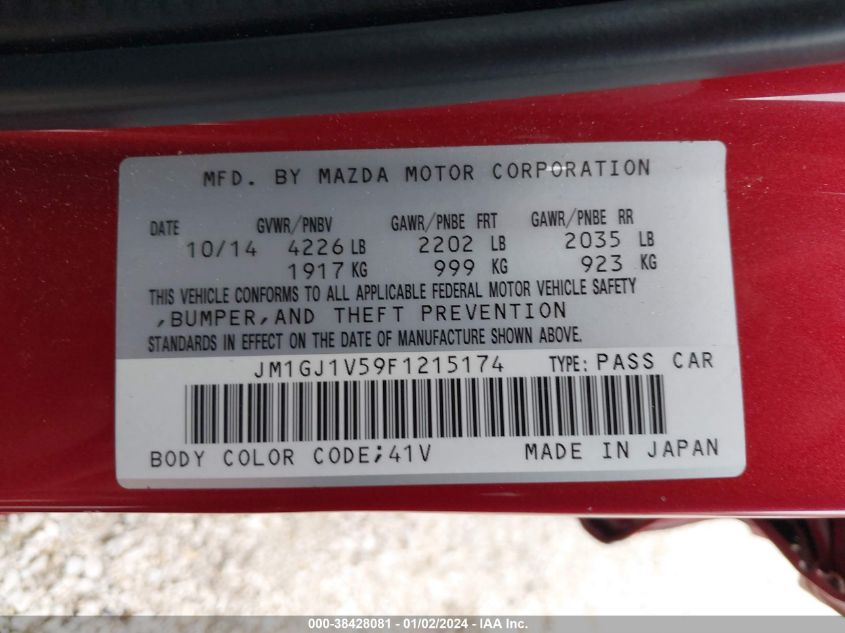 MFD. BY MAZDA MOTOR CORPORATION
DATE GVWR/PNBV GAWR/PNBE FRT GAWR/PNBE RR
10/14 4226 LB 2202 LB 2035 LB
1917 KG 999 KG 923 KG
THIS VEHICLE CONFORMS TO ALL APPLICABLE FEDERAL MOTOR VEHICLE SAFETY
,BUMPER,AND THEFT PREVENTION
STANDARDS IN EFFECT ON THE DATE OF MANUFACTURE SHOWN ABOVE.
JM1GJ1V59F1215174 TYPE: PASS CAR
BODY COLOR CODE;41V MADE IN JAPAN
000-38428081 - 01/02/2024 - IAA Inc.